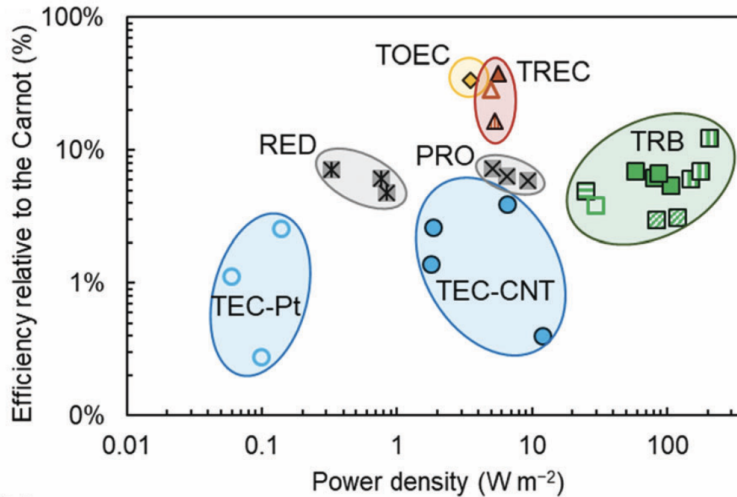 Efficiency relative to the Carnot (%)
100%
10%
1%
0%
TOEC
TREC
RED
PRO
TRB
TEC-Pt
TEC-CNT
0.01
0.1
1
10
100
Power density (W m⁻²)